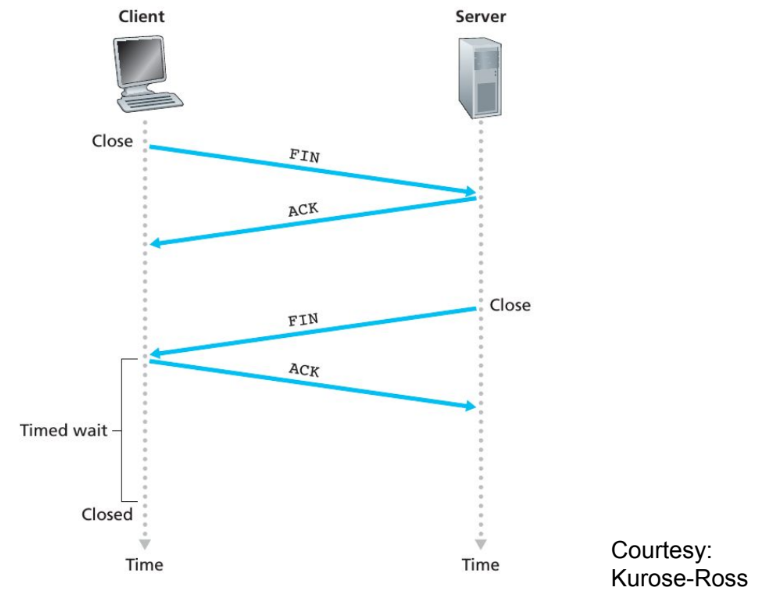 Client
Server
Close
FIN
ACK
Close
FIN
ACK
Timed wait
Closed
Time
Time
Courtesy:
Kurose-Ross